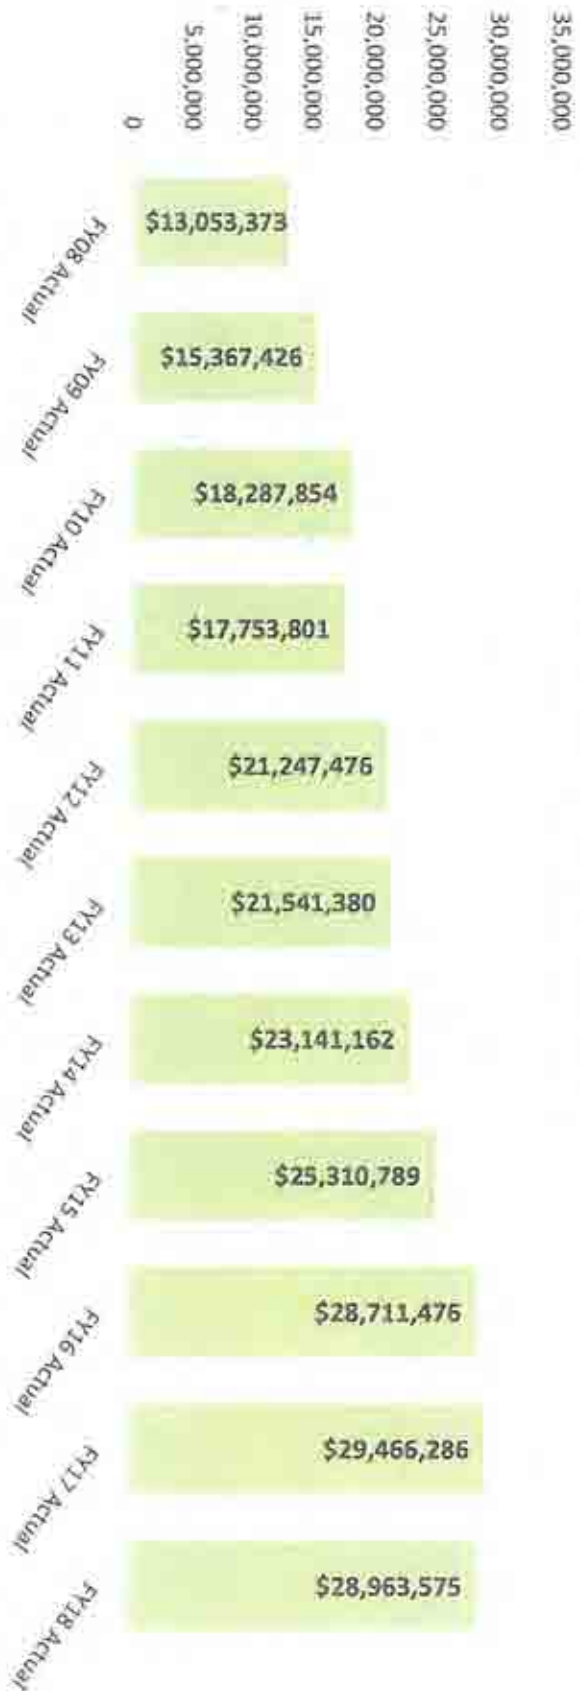 35,000,000
30,000,000
25,000,000
20,000,000
15,000,000
10,000,000
5,000,000
0
$13,053,373
$15,367,426
$18,287,854
$17,753,801
$21,247,476
$21,541,380
$23,141,162
$25,310,789
$28,711,476
$29,466,286
$28,963,575
FY08 Actual
FY09 Actual
FY10 Actual
FY11 Actual
FY12 Actual
FY13 Actual
FY14 Actual
FY15 Actual
FY16 Actual
FY17 Actual
FY18 Actual